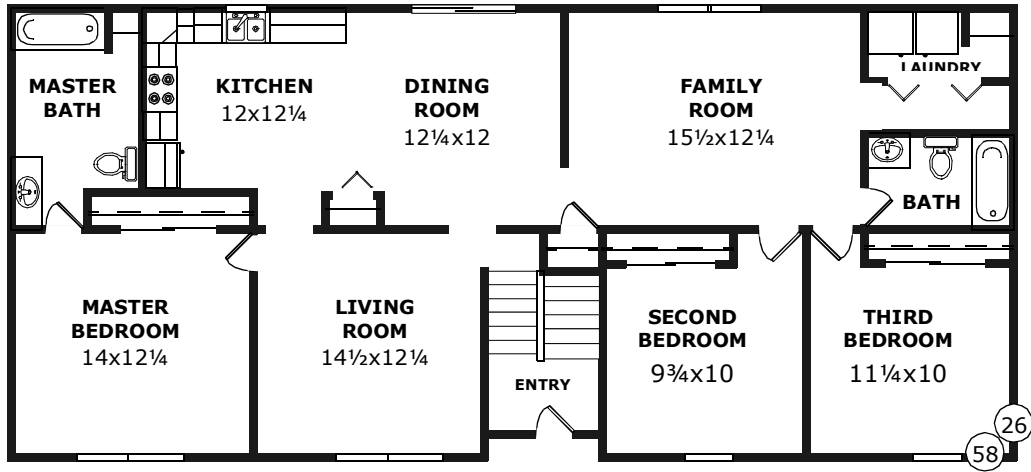 MASTER
BATH
KITCHEN
12x12¼
DINING
ROOM
12¼x12
FAMILY
ROOM
15½x12¼
LAUNDRY
BATH
MASTER
BEDROOM
14x12¼
LIVING
ROOM
14½x12¼
ENTRY
SECOND
BEDROOM
9¾x10
THIRD
BEDROOM
11¼x10
26
58